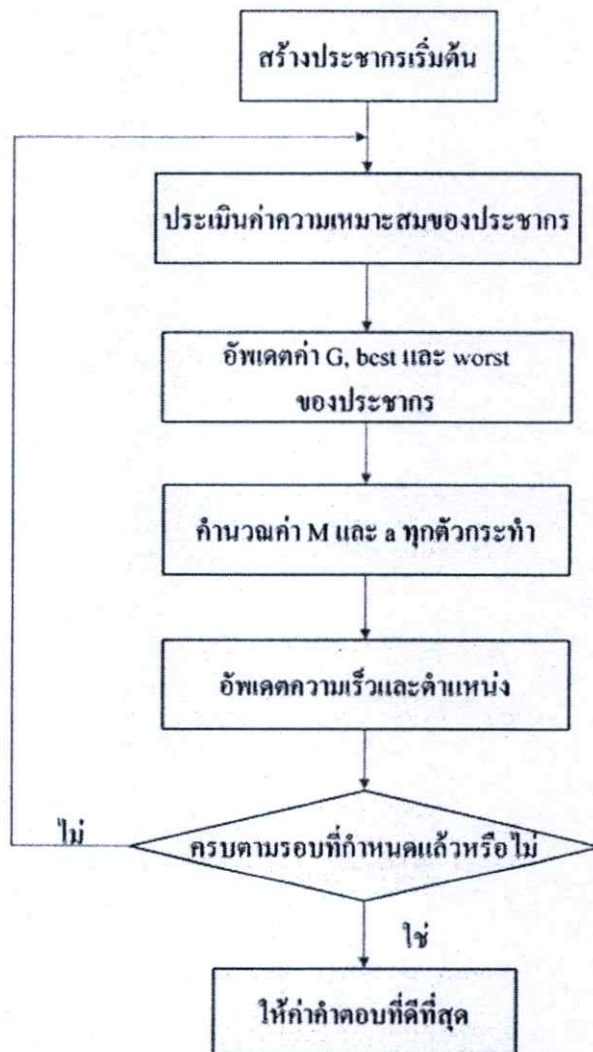 สร้างประชากรเริ่มต้น
ประเมินค่าความเหมาะสมของประชากร
อัพเดตค่า G, best และ worst
ของประชากร
คำนวณค่า M และ a ทุกตัวกระทำ
อัพเดตความเร็วและตำแหน่ง
ครบตามรอบที่กำหนดแล้วหรือไม่
ไม่
ใช่
ให้ค่าคำตอบที่ดีที่สุด